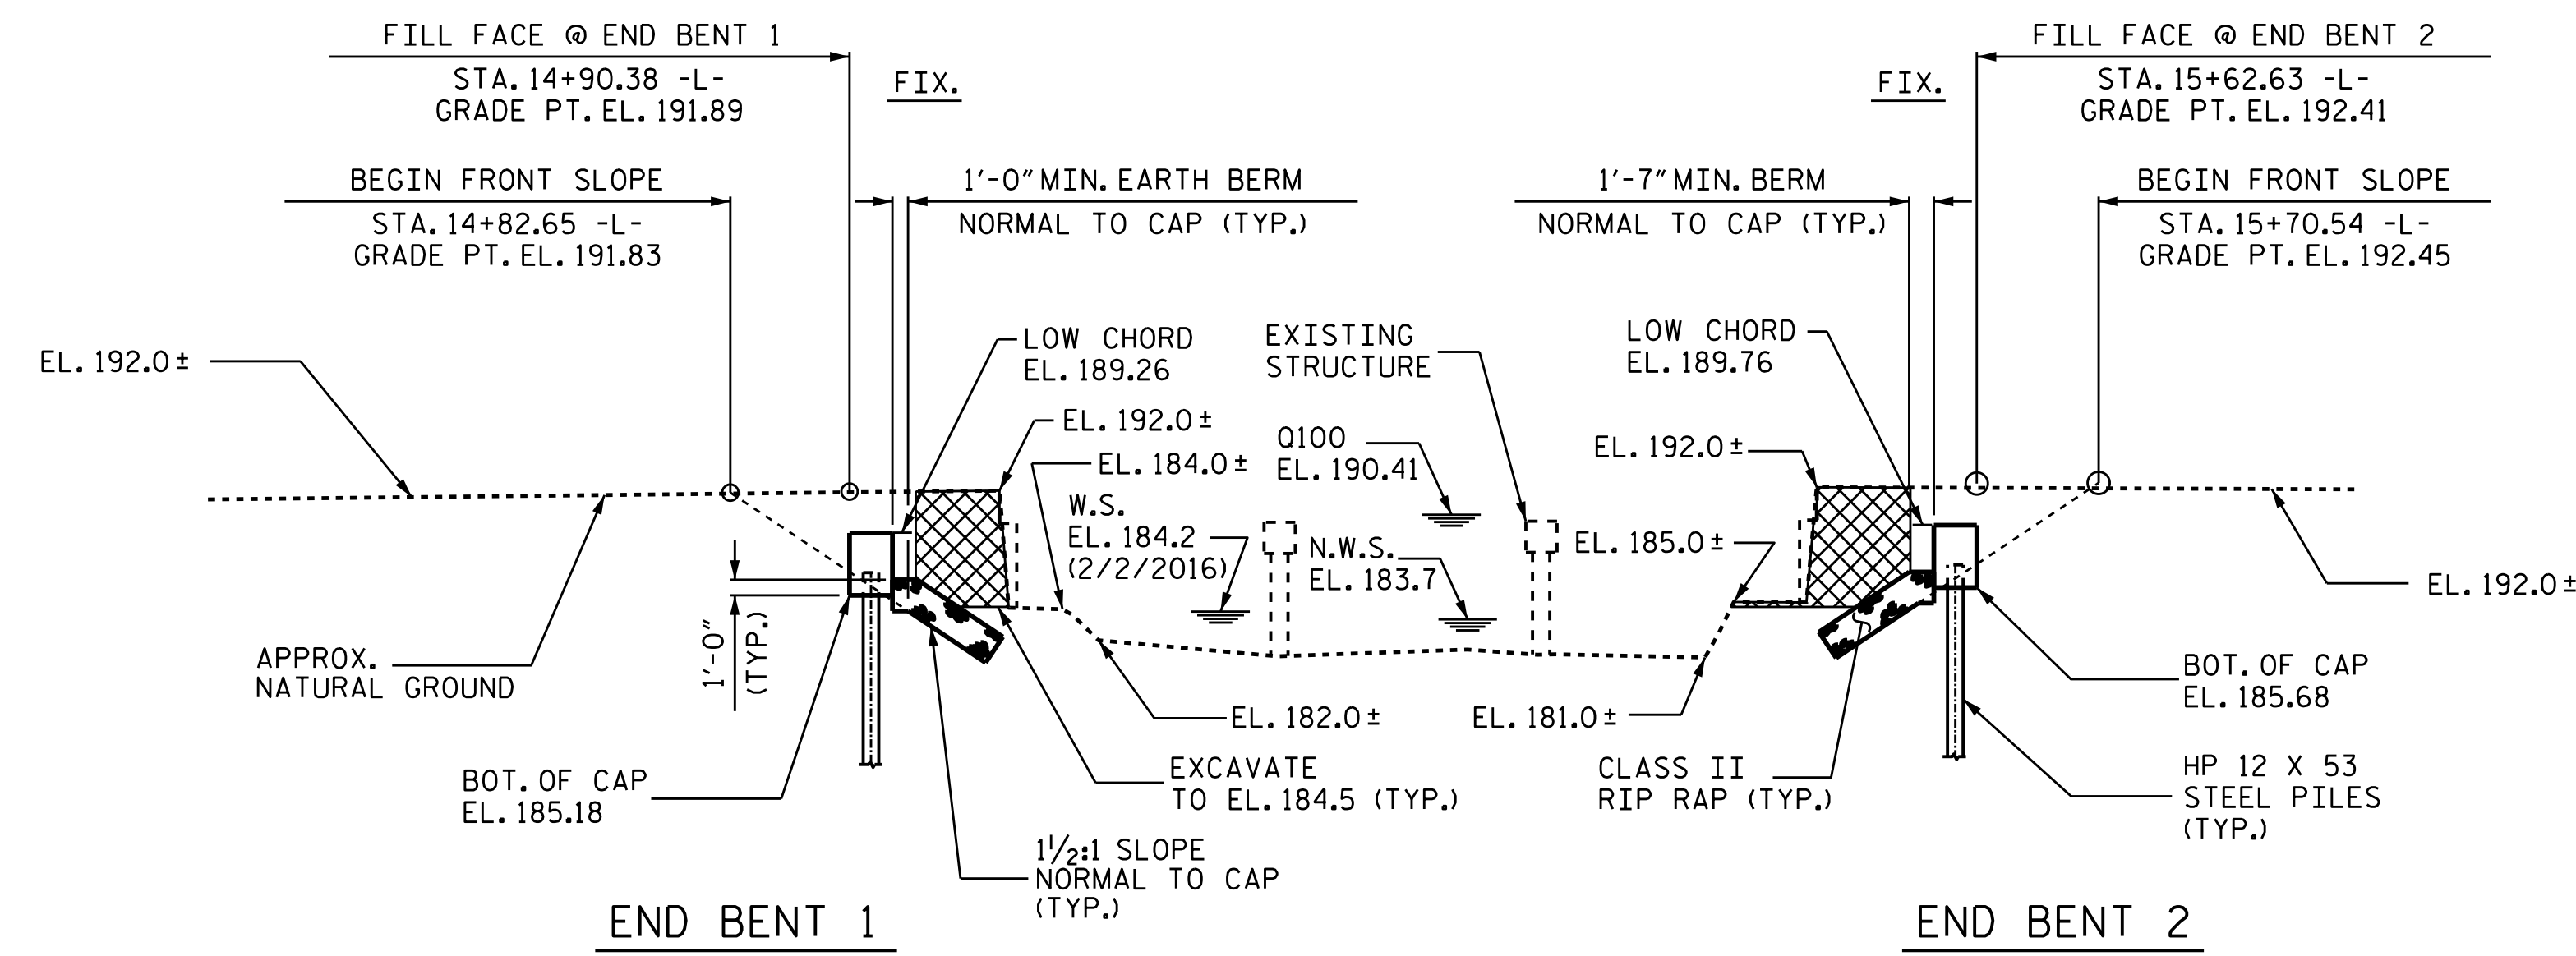 FILL FACE @ END BENT 1
STA. 14+90.38 -L-
GRADE PT. EL. 191.89
FIX.
FIX.
FILL FACE @ END BENT 2
STA. 15+62.63 -L-
GRADE PT. EL. 192.41
BEGIN FRONT SLOPE
STA. 14+82.65 -L-
GRADE PT. EL. 191.83
1'-0" MIN. EARTH BERM
NORMAL TO CAP (TYP.)
1'-7" MIN. BERM
NORMAL TO CAP (TYP.)
BEGIN FRONT SLOPE
STA. 15+70.54 -L-
GRADE PT. EL. 192.45
EL. 192.0±
LOW CHORD
EL. 189.26
EXISTING
STRUCTURE
LOW CHORD
EL. 189.76
EL. 192.0±
EL. 184.0±
Q100
EL. 190.41
EL. 192.0±
W.S.
EL. 184.2
(2/2/2016)
N.W.S.
EL. 183.7
EL. 185.0±
EL. 192.0±
1'-0"
(TYP.)
APPROX.
NATURAL GROUND
EL. 182.0±
EL. 181.0±
BOT. OF CAP
EL. 185.68
BOT. OF CAP
EL. 185.18
EXCAVATE
TO EL. 184.5 (TYP.)
CLASS II
RIP RAP (TYP.)
HP 12 X 53
STEEL PILES
(TYP.)
1 1/2:1 SLOPE
NORMAL TO CAP
(TYP.)
END BENT 1
END BENT 2